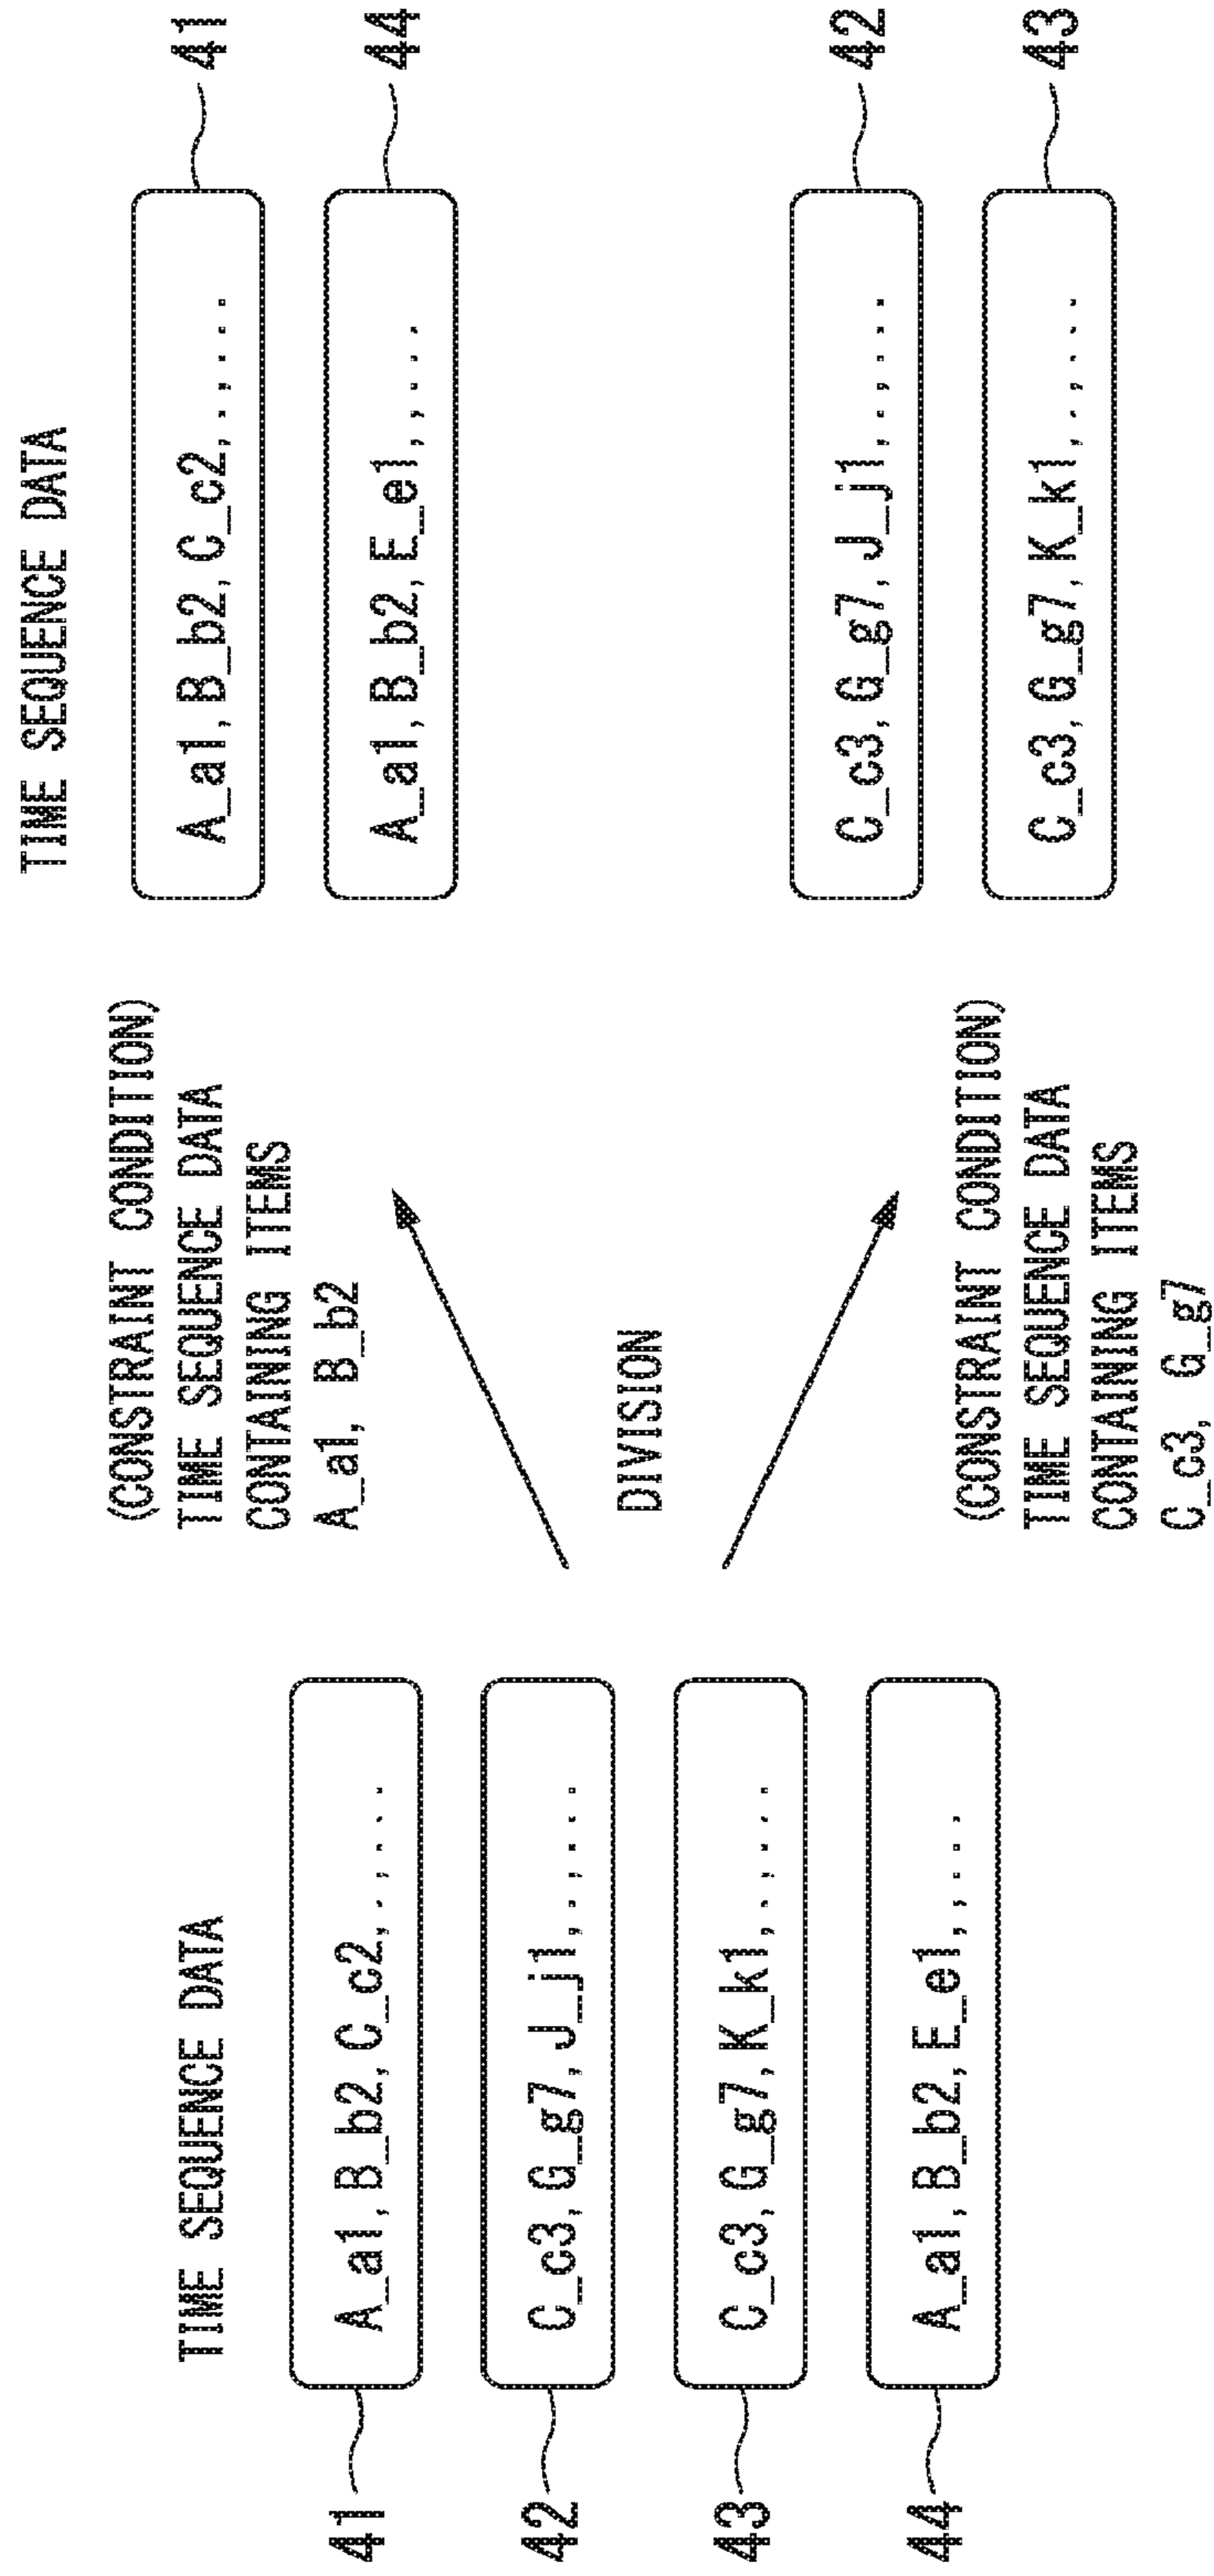 TIME SEQUENCE DATA
41
A_a1, B_b2, C_c2, . , . . . .
42
C_c3, G_g7, J_j1, . , . . . .
43
C_c3, G_g7, K_k1, . , . . . .
44
A_a1, B_b2, E_e1, , . . .
(CONSTRAINT CONDITION)
TIME SEQUENCE DATA
CONTAINING ITEMS
A_a1, B_b2
DIVISION
(CONSTRAINT CONDITION)
TIME SEQUENCE DATA
CONTAINING ITEMS
C_c3, G_g7
TIME SEQUENCE DATA
A_a1, B_b2, C_c2, . , . . . .
41
A_a1, B_b2, E_e1, , . . .
44
C_c3, G_g7, J_j1, . , . . . .
42
C_c3, G_g7, K_k1, . , . . . .
43